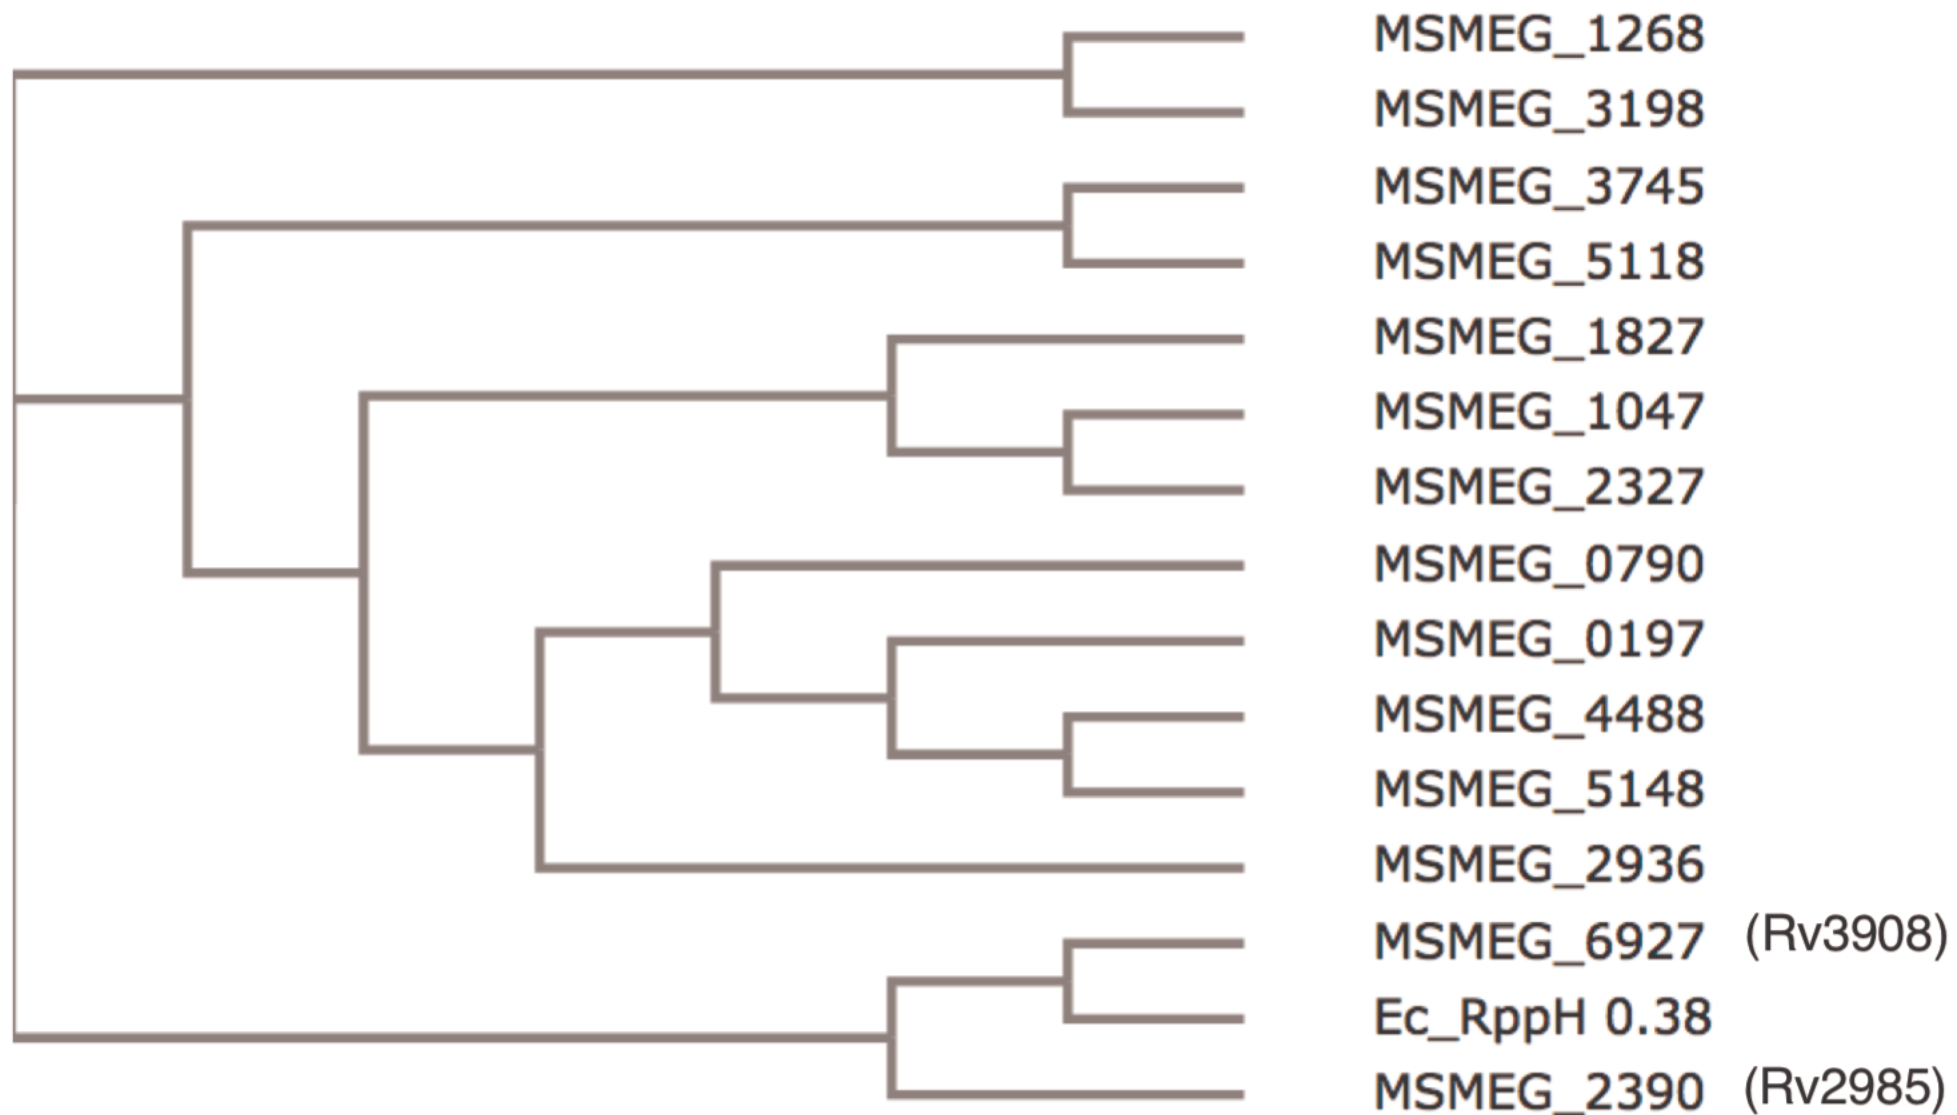 MSMEG_1268
MSMEG_3198
MSMEG_3745
MSMEG_5118
MSMEG_1827
MSMEG_1047
MSMEG_2327
MSMEG_0790
MSMEG_0197
MSMEG_4488
MSMEG_5148
MSMEG_2936
MSMEG_6927 (Rv3908)
Ec_RppH 0.38
MSMEG_2390 (Rv2985)